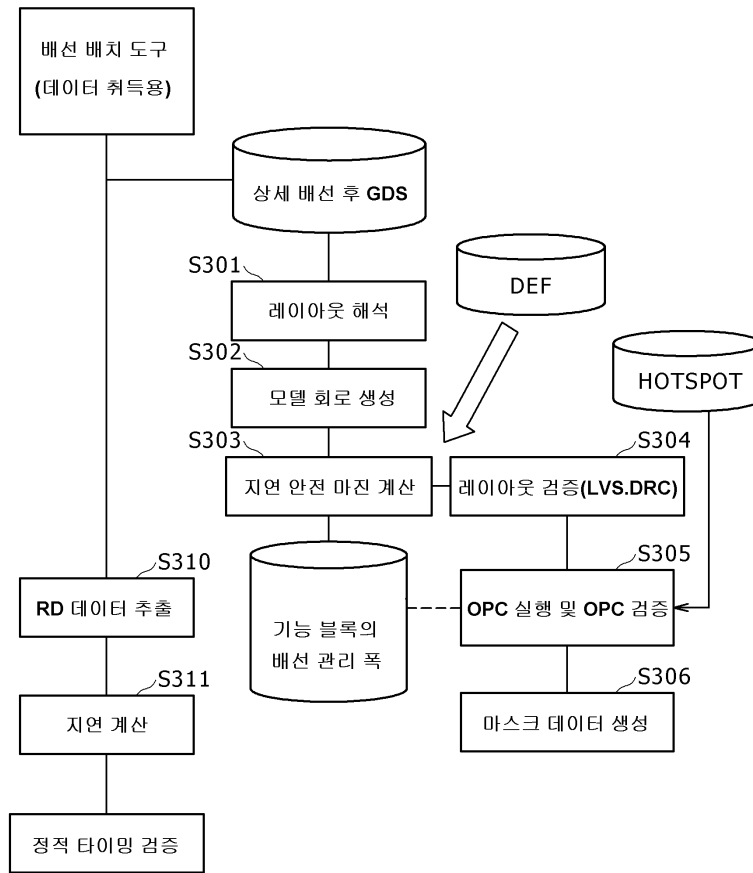 배선 배치 도구
(데이터 취득용)
상세 배선 후 GDS
S301
DEF
레이아웃 해석
S302
HOTSPOT
모델 회로 생성
S303
S304
지연 안전 마진 계산
레이아웃 검증(LVS.DRC)
S310
S305
RD 데이터 추출
기능 블록의
배선 관리 폭
OPC 실행 및 OPC 검증
S311
S306
지연 계산
마스크 데이터 생성
정적 타이밍 검증